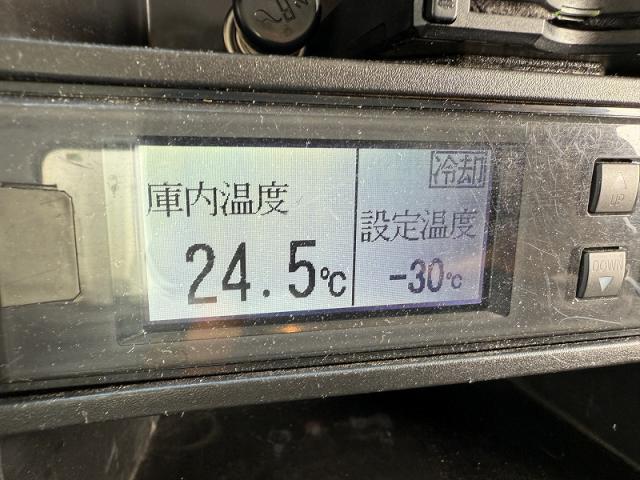 庫内温度
24.5℃
冷却
設定温度
-30℃
UP
DOWN